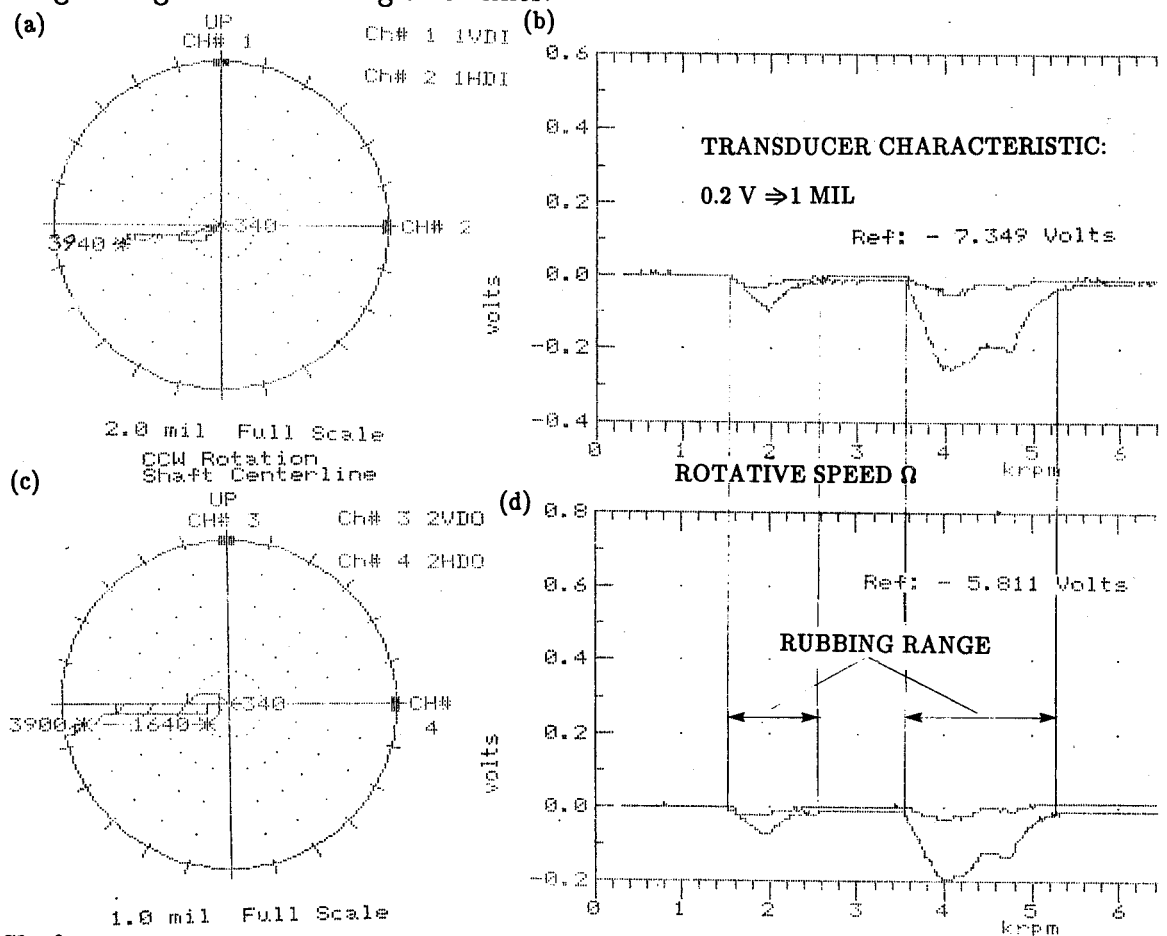 (a)
UP
CH# 1
Ch# 1 1VDI
Ch# 2 1HDI
340
CH# 2
3940 *
2.0 mil Full Scale
CCW Rotation
Shaft Centerline
(b)
0.6
0.4
0.2
0.0
-0.2
-0.4
volts
TRANSDUCER CHARACTERISTIC:
0.2 V ⇒ 1 MIL
Ref: - 7.349 Volts
0 1 2 3 4 5 6
krpm
ROTATIVE SPEED Ω
(c)
UP
CH# 3
Ch# 3 2VDO
Ch# 4 2HDO
340
CH#
4
3900 * 1640 *
1.0 mil Full Scale
(d)
0.8
0.6
0.4
0.2
0.0
-0.2
volts
Ref: - 5.811 Volts
RUBBING RANGE
0 1 2 3 4 5 6
krpm